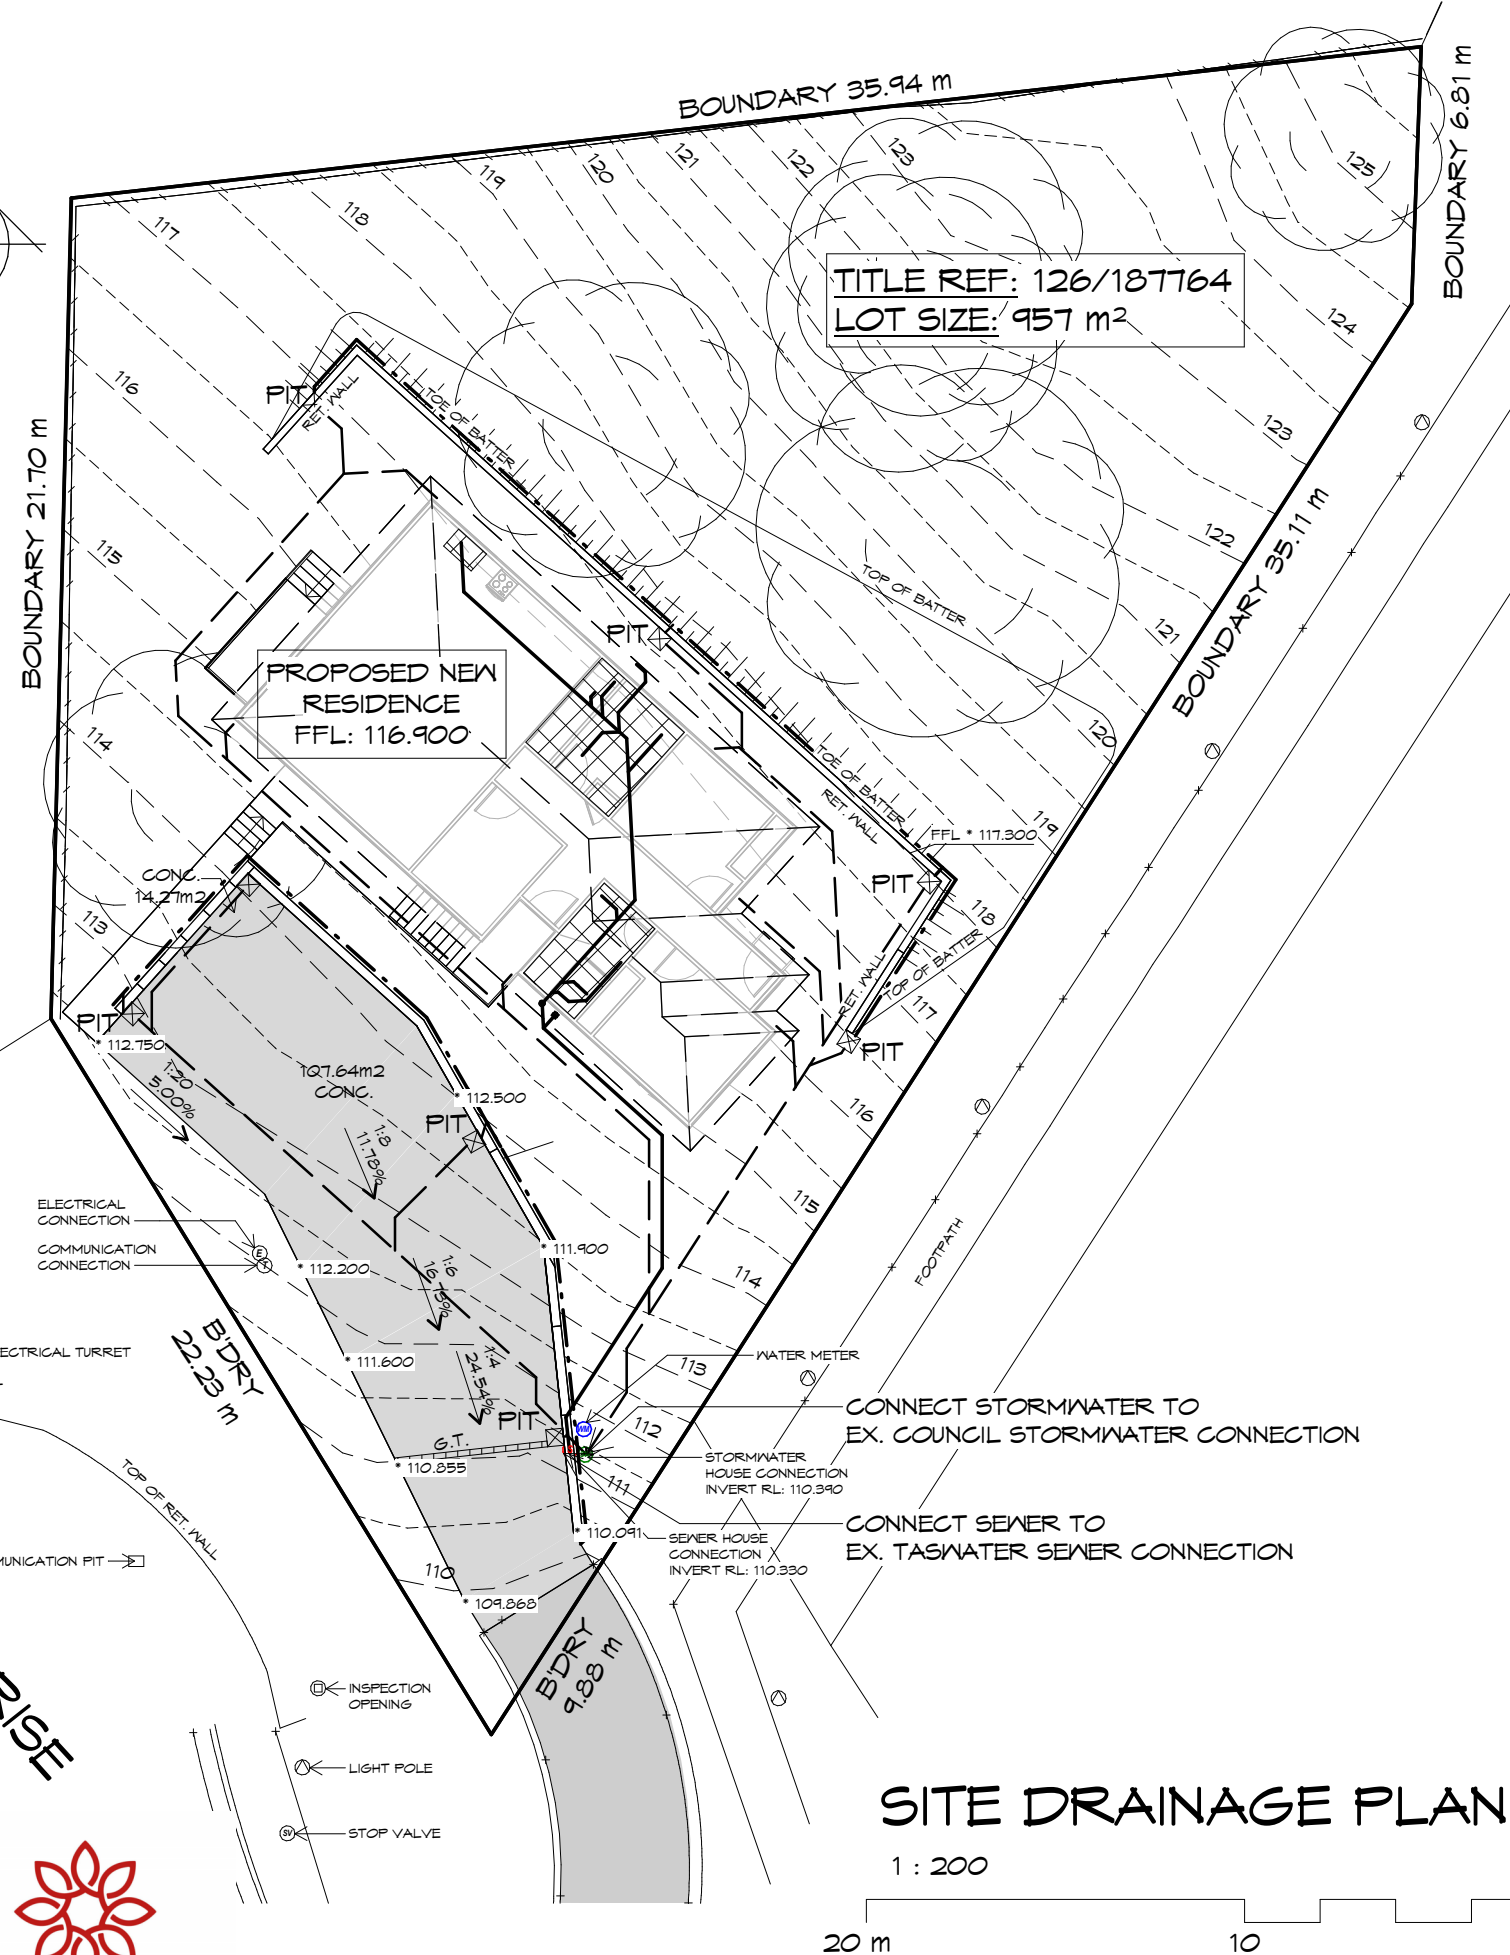 BOUNDARY 35.94 m
BOUNDARY 6.81 m
119
120
121
122
123
125
117
118
TITLE REF: 126/187764
LOT SIZE: 957 m²
124
116
PIT
RET. WALL
TOE OF BATTER
123
BOUNDARY 21.70 m
115
122
BOUNDARY 35.11 m
TOP OF BATTER
121
PIT
PROPOSED NEW
RESIDENCE
FFL: 116.900
114
120
TOE OF BATTER
RET. WALL
119
FFL * 117.300
CONC.
14.27m2
PIT
118
113
TOP OF BATTER
RET. WALL
117
PIT
* 112.750
PIT
1:20
5.00%
107.64m2
CONC.
* 112.500
116
PIT
1:8
11.78%
115
ELECTRICAL
CONNECTION
COMMUNICATION
CONNECTION
E
* 111.900
FOOTPATH
* 112.200
1:6
114
B'DRY
22.23 m
ECTRICAL TURRET
* 111.600
1:4
24.54%
113
WATER METER
CONNECT STORMWATER TO
EX. COUNCIL STORMWATER CONNECTION
PIT
WM
112
G.T.
* 110.855
STORMWATER
HOUSE CONNECTION
INVERT RL: 110.390
111
TOP OF RET. WALL
* 110.091
SEWER HOUSE
CONNECTION
INVERT RL: 110.330
CONNECT SEWER TO
EX. TASWATER SEWER CONNECTION
MUNICATION PIT
110
* 109.868
B'DRY
9.88 m
RISE
INSPECTION
OPENING
LIGHT POLE
SV
STOP VALVE
SITE DRAINAGE PLAN
1 : 200
20 m
10